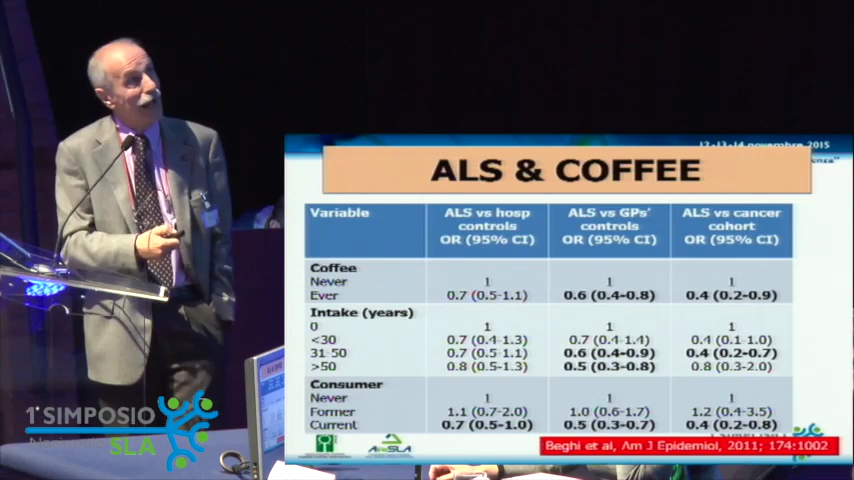 12-13-14 novembre 2015
ALS & COFFEE
Variable ALS vs hosp controls OR (95% CI) ALS vs GPs' controls OR (95% CI) ALS vs cancer cohort OR (95% CI)
Coffee
Never 1 1 1
Ever 0.7 (0.5-1.1) 0.6 (0.4-0.8) 0.4 (0.2-0.9)
Intake (years)
0 1 1 1
<30 0.7 (0.4-1.3) 0.7 (0.4-1.4) 0.4 (0.1-1.0)
31-50 0.7 (0.5-1.1) 0.6 (0.4-0.9) 0.4 (0.2-0.7)
>50 0.8 (0.5-1.3) 0.5 (0.3-0.8) 0.8 (0.3-2.0)
Consumer
Never 1 1 1
Former 1.1 (0.7-2.0) 1.0 (0.6-1.7) 1.2 (0.4-3.5)
Current 0.7 (0.5-1.0) 0.5 (0.3-0.7) 0.4 (0.2-0.8)
Beghi et al, Am J Epidemiol, 2011; 174:1002
1° SIMPOSIO
SLA